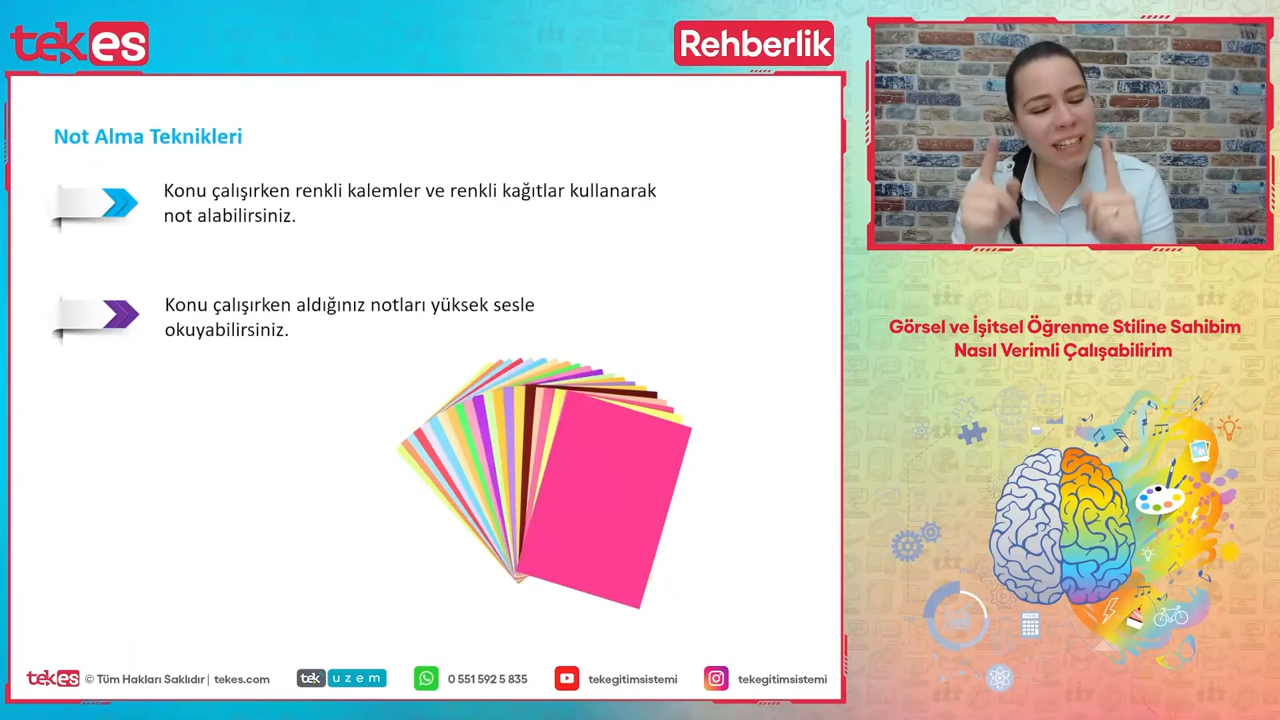 tekes
Rehberlik
Not Alma Teknikleri
Konu çalışırken renkli kalemler ve renkli kağıtlar kullanarak
not alabilirsiniz.
Konu çalışırken aldığınız notları yüksek sesle
okuyabilirsiniz.
Görsel ve İşitsel Öğrenme Stiline Sahibim
Nasıl Verimli Çalışabilirim
tekes © Tüm Hakları Saklıdır | tekes.com
tek uzem
0 551 592 5 835
tekegitimsistemi
tekegitimsistemi